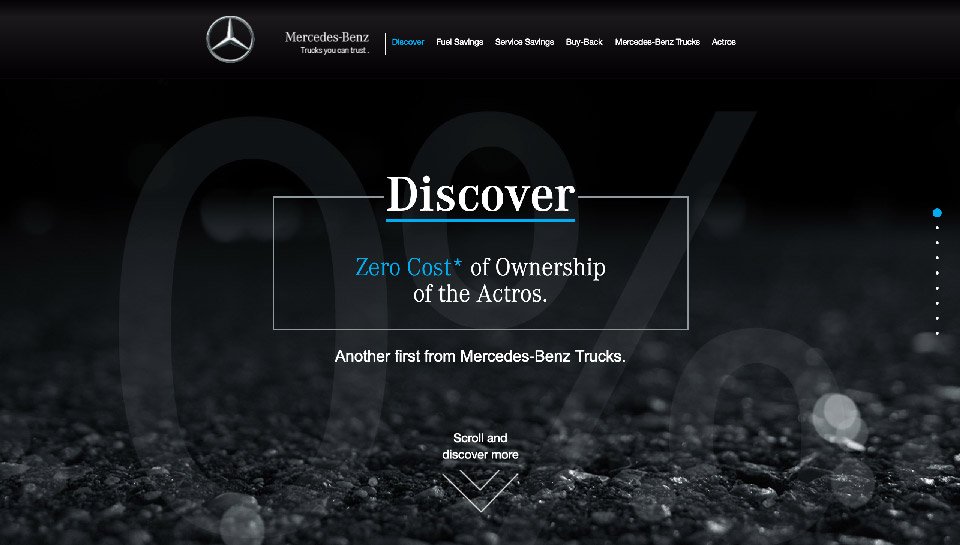 Mercedes-Benz
Trucks you can trust.
Discover Fuel Savings Service Savings Buy-Back Mercedes-Benz Trucks Actros
0%
Discover
Zero Cost* of Ownership
of the Actros.
Another first from Mercedes-Benz Trucks.
Scroll and
discover more